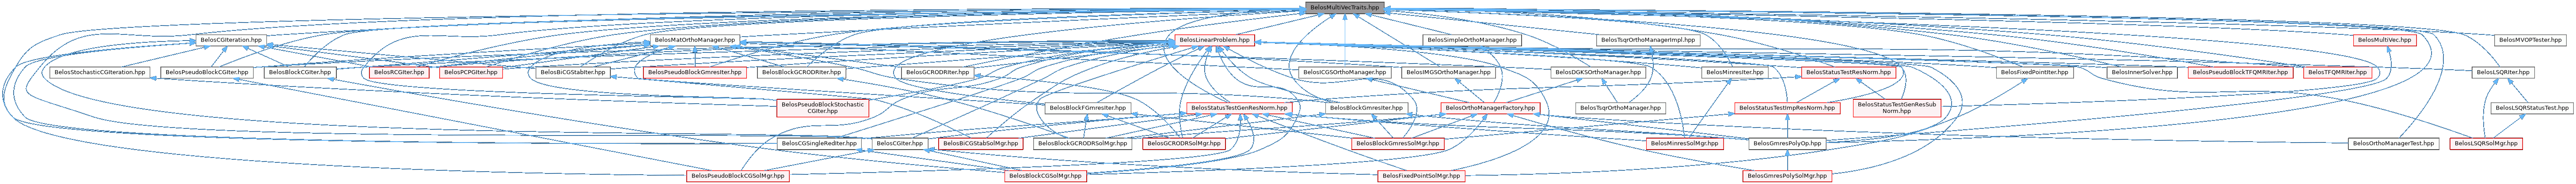 BelosMultiVecTraits.hpp
BelosCGIteration.hpp
BelosMatOrthoManager.hpp
BelosLinearProblem.hpp
BelosSimpleOrthoManager.hpp
BelosTsqrOrthoManagerImpl.hpp
BelosMultiVec.hpp
BelosMVOPTester.hpp
BelosStochasticCGIteration.hpp
BelosPseudoBlockCGIter.hpp
BelosBlockCGIter.hpp
BelosRCGIter.hpp
BelosPCPGIter.hpp
BelosBiCGStabIter.hpp
BelosPseudoBlockGmresIter.hpp
BelosBlockGCRODRIter.hpp
BelosGCRODRIter.hpp
BelosICGSOrthoManager.hpp
BelosIMGSOrthoManager.hpp
BelosDGKSOrthoManager.hpp
BelosMinresIter.hpp
BelosStatusTestResNorm.hpp
BelosFixedPointIter.hpp
BelosInnerSolver.hpp
BelosPseudoBlockTFQMRIter.hpp
BelosTFQMRIter.hpp
BelosLSQRIter.hpp
BelosPseudoBlockStochastic
CGIter.hpp
BelosBlockFGmresIter.hpp
BelosStatusTestGenResNorm.hpp
BelosBlockGmresIter.hpp
BelosOrthoManagerFactory.hpp
BelosTsqrOrthoManager.hpp
BelosStatusTestImpResNorm.hpp
BelosStatusTestGenResSub
Norm.hpp
BelosLSQRStatusTest.hpp
BelosCGSingleRedIter.hpp
BelosCGIter.hpp
BelosBiCGStabSolMgr.hpp
BelosBlockGCRODRSolMgr.hpp
BelosGCRODRSolMgr.hpp
BelosBlockGmresSolMgr.hpp
BelosMinresSolMgr.hpp
BelosGmresPolyOp.hpp
BelosOrthoManagerTest.hpp
BelosLSQRSolMgr.hpp
BelosPseudoBlockCGSolMgr.hpp
BelosBlockCGSolMgr.hpp
BelosFixedPointSolMgr.hpp
BelosGmresPolySolMgr.hpp